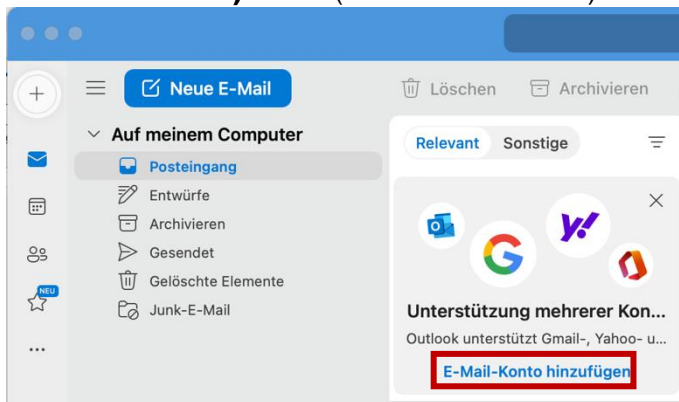 Neue E-Mail
Löschen
Archivieren
Auf meinem Computer
Posteingang
Entwürfe
Archivieren
Gesendet
Gelöschte Elemente
Junk-E-Mail
NEU
Relevant
Sonstige
Unterstützung mehrerer Kon...
Outlook unterstützt Gmail-, Yahoo- u...
E-Mail-Konto hinzufügen